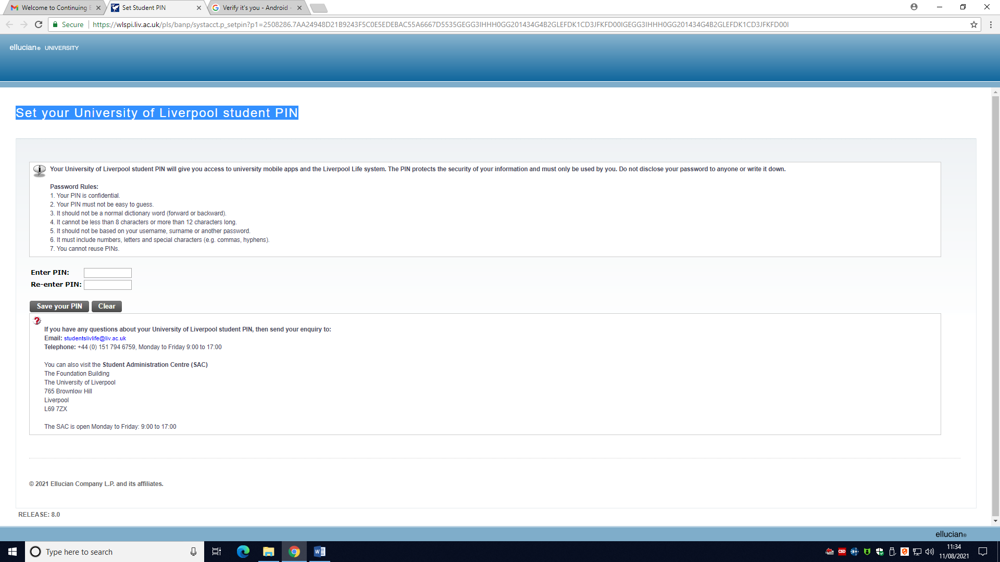 Welcome to Continuing E
Set Student PIN
Verify it's you - Android -
Secure
https://wlspi.liv.ac.uk/pls/banp/systacct.p_setpin?p1=2508286.7AA24948D21B9243F5C0E5EDEBAC55A6667D5535GEGG3IHHH0GG201434G4B2GLEFDK1CD3JFKFD00IGEGG3IHHH0GG201434G4B2GLEFDK1CD3JFKFD00I
ellucian® UNIVERSITY
Set your University of Liverpool student PIN
Your University of Liverpool student PIN will give you access to university mobile apps and the Liverpool Life system. The PIN protects the security of your information and must only be used by you. Do not disclose your password to anyone or write it down.
Password Rules:
1. Your PIN is confidential.
2. Your PIN must not be easy to guess.
3. It should not be a normal dictionary word (forward or backward).
4. It cannot be less than 8 characters or more than 12 characters long.
5. It should not be based on your username, surname or another password.
6. It must include numbers, letters and special characters (e.g. commas, hyphens).
7. You cannot reuse PINs.
Enter PIN:
Re-enter PIN:
Save your PIN Clear
If you have any questions about your University of Liverpool student PIN, then send your enquiry to:
Email: studentslivlife@liv.ac.uk
Telephone: +44 (0) 151 794 6759, Monday to Friday 9:00 to 17:00
You can also visit the Student Administration Centre (SAC)
The Foundation Building
The University of Liverpool
765 Brownlow Hill
Liverpool
L69 7ZX
The SAC is open Monday to Friday: 9:00 to 17:00
© 2021 Ellucian Company L.P. and its affiliates.
RELEASE: 8.0
ellucian®
Type here to search
CSD
11:34
11/08/2021